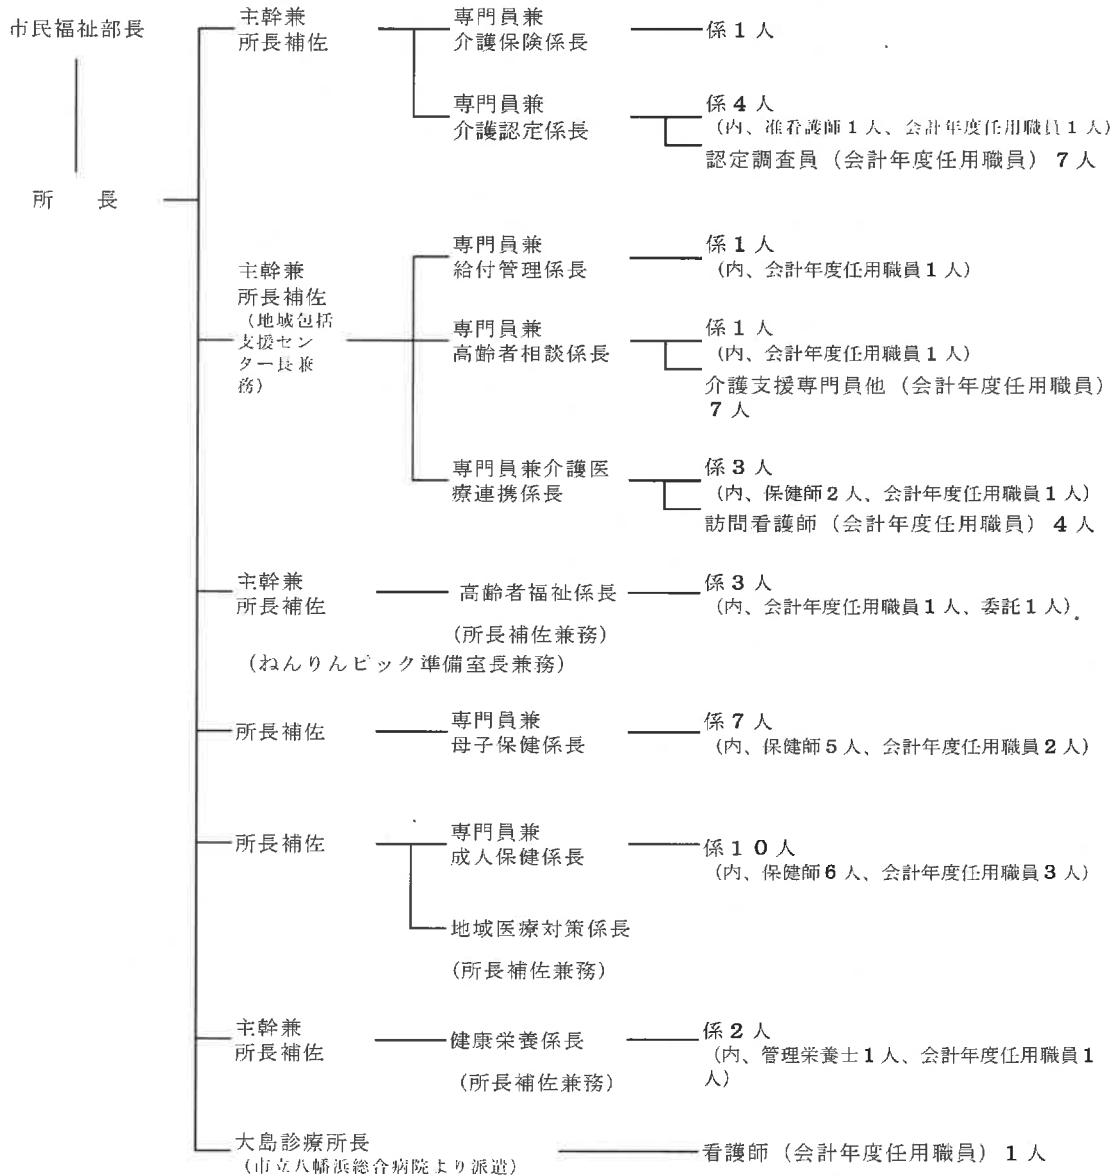 市民福祉部長
所　　長
主幹兼
所長補佐
専門員兼
介護保険係長
係１人
専門員兼
介護認定係長
係４人
（内、准看護師１人、会計年度任用職員１人）
認定調査員（会計年度任用職員）７人
主幹兼
所長補佐
（地域包括
支援セン
ター長兼
務）
専門員兼
給付管理係長
係１人
（内、会計年度任用職員１人）
専門員兼
高齢者相談係長
係１人
（内、会計年度任用職員１人）
介護支援専門員他（会計年度任用職員）
７人
専門員兼介護医
療連携係長
係３人
（内、保健師２人、会計年度任用職員１人）
訪問看護師（会計年度任用職員）４人
主幹兼
所長補佐
高齢者福祉係長
（所長補佐兼務）
（ねんりんピック準備室長兼務）
係３人
（内、会計年度任用職員１人、委託１人）
所長補佐
専門員兼
母子保健係長
係７人
（内、保健師５人、会計年度任用職員２人）
所長補佐
専門員兼
成人保健係長
係１０人
（内、保健師６人、会計年度任用職員３人）
地域医療対策係長
（所長補佐兼務）
主幹兼
所長補佐
健康栄養係長
（所長補佐兼務）
係２人
（内、管理栄養士１人、会計年度任用職員１
人）
大島診療所長
（市立八幡浜総合病院より派遣）
看護師（会計年度任用職員）１人